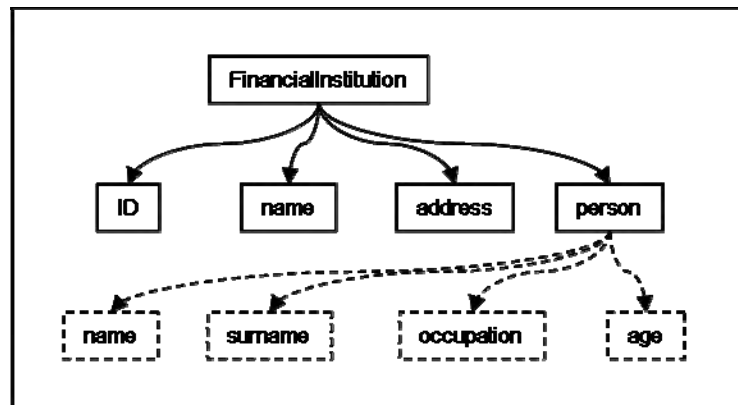 FinancialInstitution
ID name address person
name surname occupation age